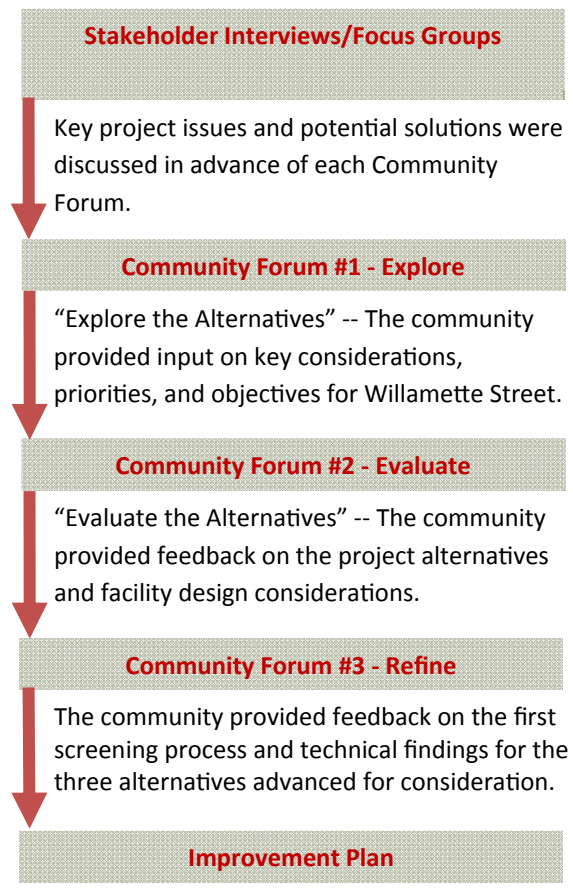 Stakeholder Interviews/Focus Groups
Key project issues and potential solutions were
discussed in advance of each Community
Forum.
Community Forum #1 - Explore
“Explore the Alternatives” -- The community
provided input on key considerations,
priorities, and objectives for Willamette Street.
Community Forum #2 - Evaluate
“Evaluate the Alternatives” -- The community
provided feedback on the project alternatives
and facility design considerations.
Community Forum #3 - Refine
The community provided feedback on the first
screening process and technical findings for the
three alternatives advanced for consideration.
Improvement Plan